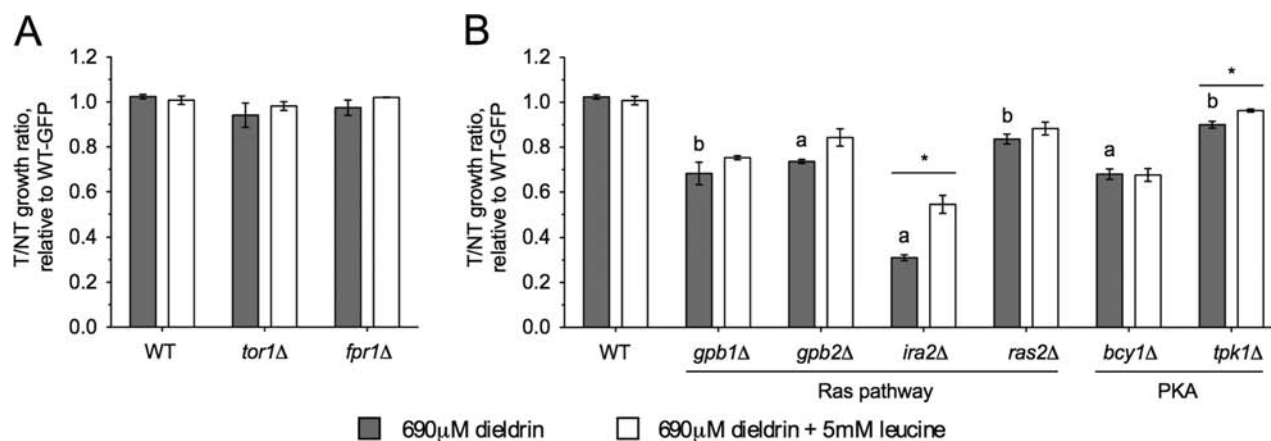 A
T/NT growth ratio,
relative to WT-GFP
1.2
1.0
0.8
0.6
0.4
0.2
0.0
WT
tor1Δ
fpr1Δ
B
T/NT growth ratio,
relative to WT-GFP
1.2
1.0
0.8
0.6
0.4
0.2
0.0
b
a
a
*
b
a
b
*
WT
gpb1Δ
gpb2Δ
ira2Δ
ras2Δ
bcy1Δ
tpk1Δ
Ras pathway
PKA
690μM dieldrin
690μM dieldrin + 5mM leucine